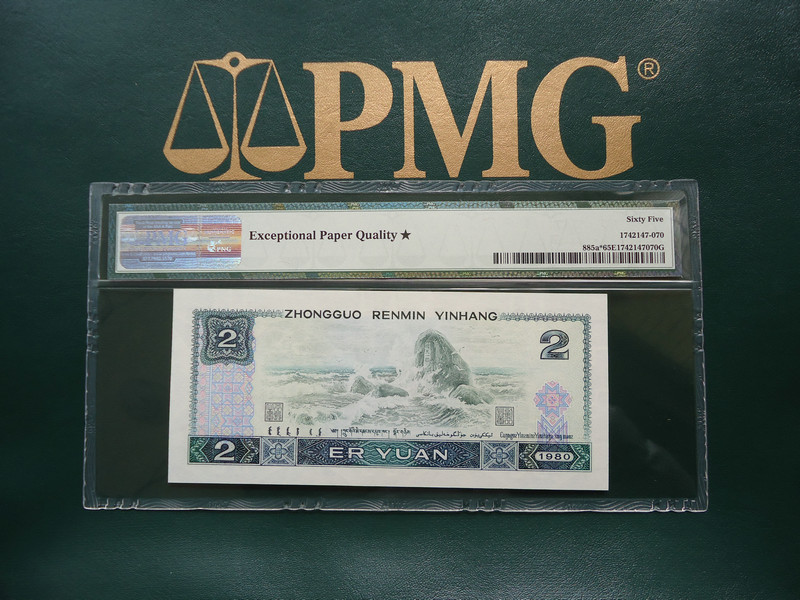 PMG®
Sixty Five
Exceptional Paper Quality ★
1742147-070
885a*65E1742147070G
PMG
ZHONGGUO RENMIN YINHANG
2
2
2
ER YUAN
1980